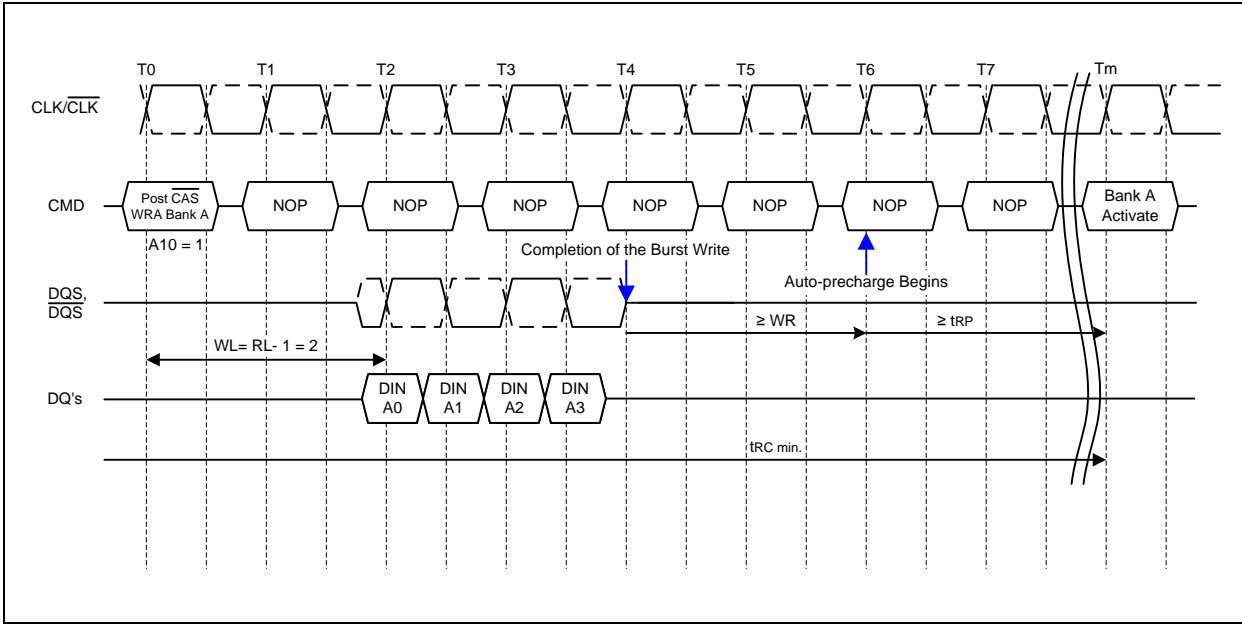 T0 T1 T2 T3 T4 T5 T6 T7 Tm
CLK/CLK
CMD
Post CAS
WRA Bank A
NOP NOP NOP NOP NOP NOP NOP
Bank A
Activate
A10 = 1
Completion of the Burst Write
Auto-precharge Begins
DQS,
DQS
≥ WR
≥ tRP
WL= RL- 1 = 2
DQ's
DIN
A0
DIN
A1
DIN
A2
DIN
A3
tRC min.